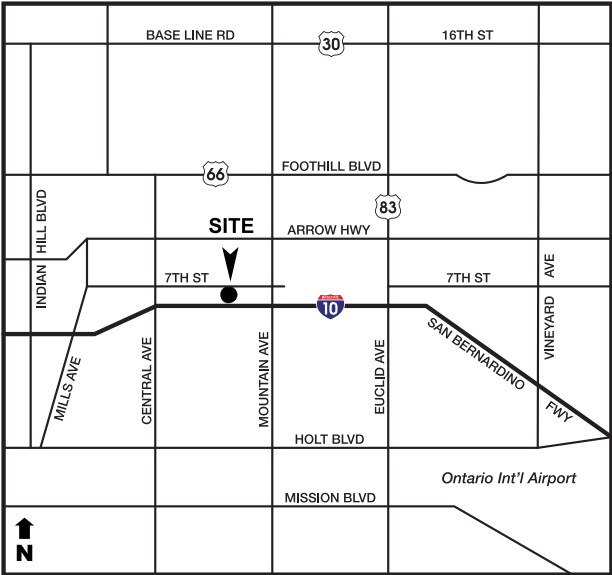 BASE LINE RD
30
16TH ST
66
FOOTHILL BLVD
83
SITE
ARROW HWY
INDIAN HILL BLVD
7TH ST
7TH ST
10
VINEYARD AVE
SAN BERNARDINO FWY
MILLS AVE
CENTRAL AVE
MOUNTAIN AVE
EUCLID AVE
HOLT BLVD
Ontario Int'l Airport
MISSION BLVD
N